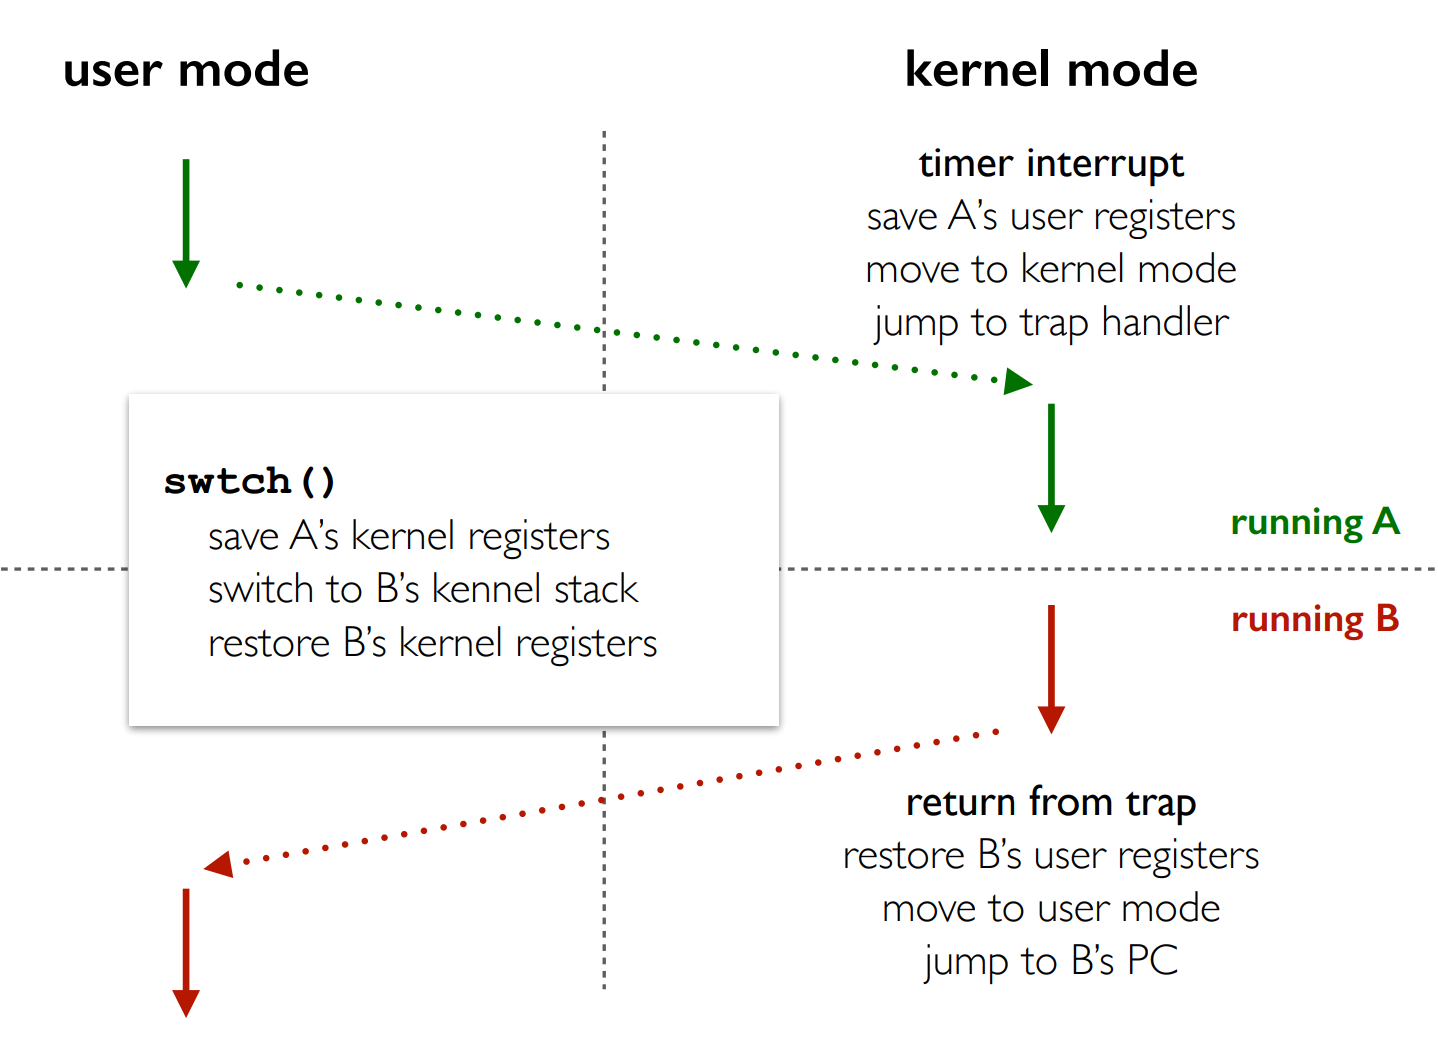 user mode
kernel mode
timer interrupt
save A’s user registers
move to kernel mode
jump to trap handler
swtch()
save A’s kernel registers
switch to B’s kennel stack
restore B’s kernel registers
running A
running B
return from trap
restore B’s user registers
move to user mode
jump to B’s PC